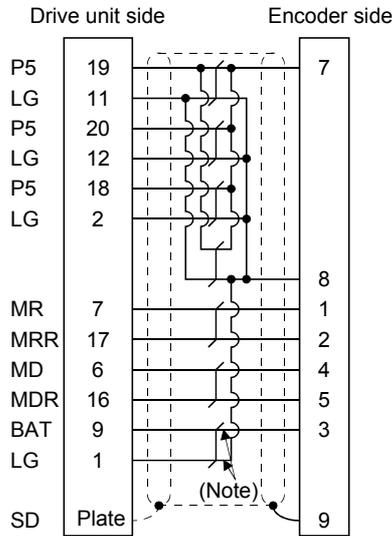 Drive unit side Encoder side
P5 19 7
LG 11
P5 20
LG 12
P5 18
LG 2
8
MR 7 1
MRR 17 2
MD 6 4
MDR 16 5
BAT 9 3
LG 1
(Note)
SD Plate 9